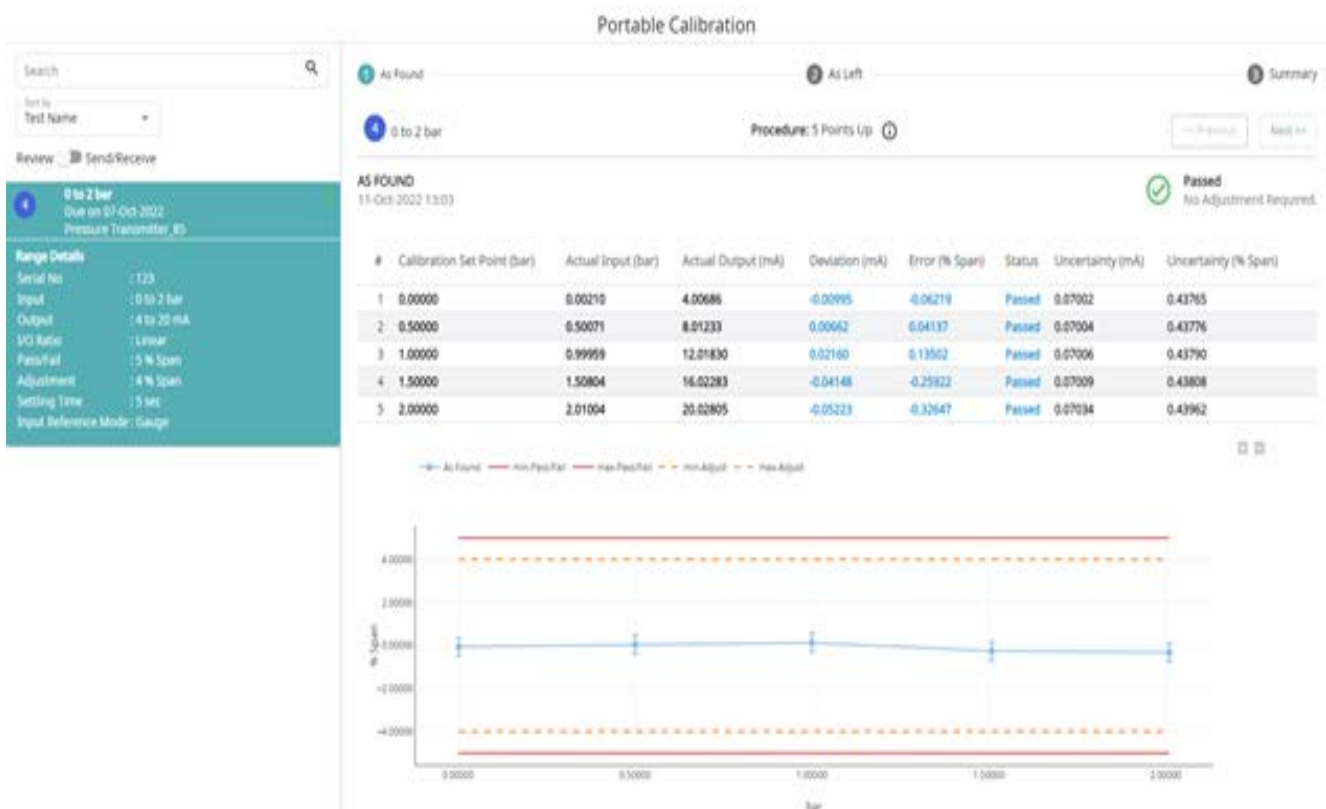 Portable Calibration
Search
Sort by
Test Name
Review Send/Receive
4 0 to 2 bar
Due on 07-Oct-2022
Pressure Transmitter_85
Range Details
Serial No : 123
Input : 0 to 2 bar
Output : 4 to 20 mA
I/O Ratio : Linear
Pass/Fail : 5 % Span
Adjustment : 4 % Span
Settling Time : 5 sec
Input Reference Mode : Gauge
1 As Found 2 As Left 3 Summary
4 0 to 2 bar Procedure: 5 Points Up << Previous Next >>
AS FOUND
11-Oct-2022 13:03
Passed
No Adjustment Required.
# Calibration Set Point (bar) Actual Input (bar) Actual Output (mA) Deviation (mA) Error (% Span) Status Uncertainty (mA) Uncertainty (% Span)
1 0.00000 0.00210 4.00686 -0.00995 -0.06219 Passed 0.07002 0.43765
2 0.50000 0.50071 8.01233 0.00662 0.04137 Passed 0.07004 0.43776
3 1.00000 0.99959 12.01830 0.02160 0.13502 Passed 0.07006 0.43790
4 1.50000 1.50804 16.02283 -0.04148 -0.25922 Passed 0.07009 0.43808
5 2.00000 2.01004 20.02805 -0.05223 -0.32647 Passed 0.07034 0.43962
As Found min Pass/Fail max Pass/Fail min Adjust max Adjust
4.00000
2.00000
0.00000
−2.00000
−4.00000
% Span
0.00000 0.50000 1.00000 1.50000 2.00000
bar